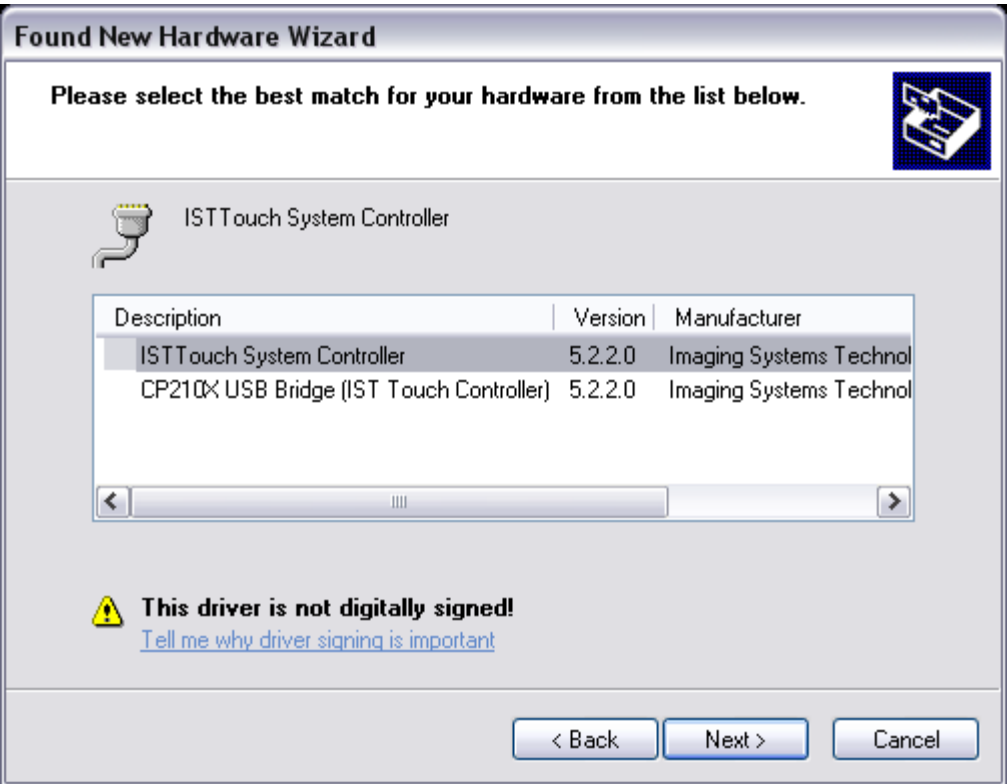 Found New Hardware Wizard
Please select the best match for your hardware from the list below.
ISTTouch System Controller
Description Version Manufacturer
ISTTouch System Controller 5.2.2.0 Imaging Systems Technol
CP210X USB Bridge (IST Touch Controller) 5.2.2.0 Imaging Systems Technol
This driver is not digitally signed!
Tell me why driver signing is important
< Back Next > Cancel